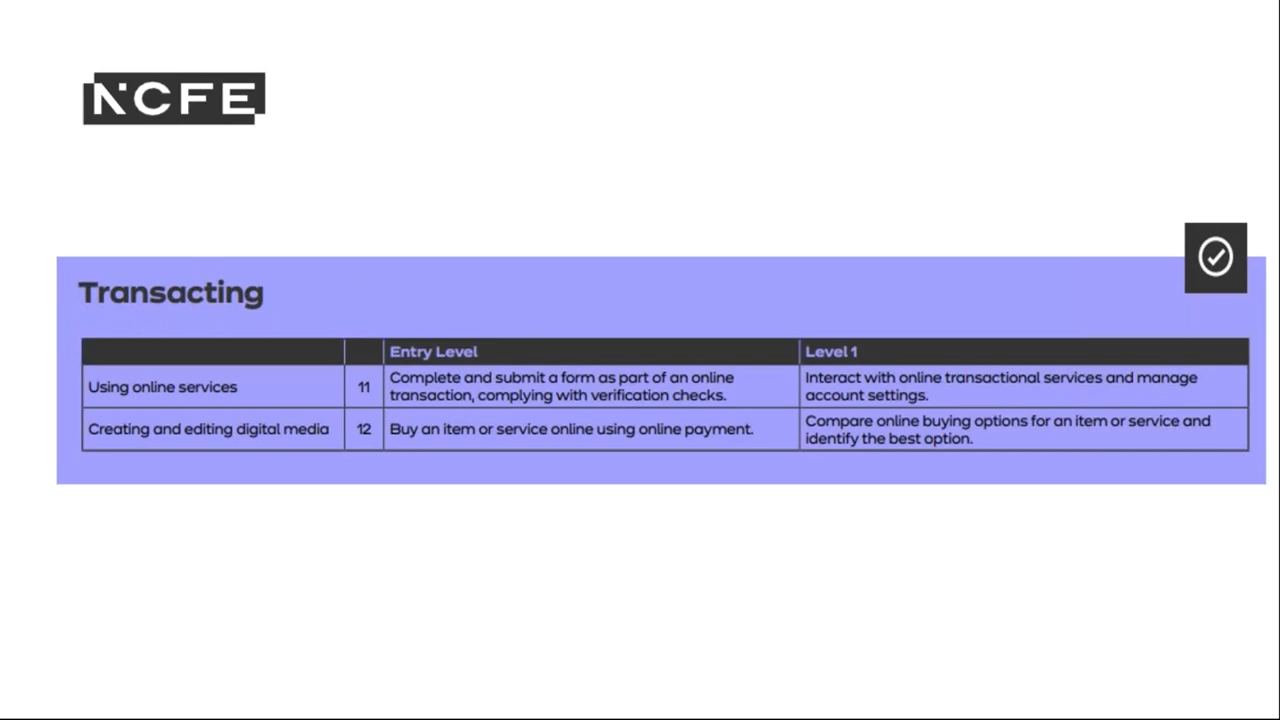 NCFE
Transacting
Entry Level
Level 1
Using online services
11
Complete and submit a form as part of an online
transaction, complying with verification checks.
Interact with online transactional services and manage
account settings.
Creating and editing digital media
12
Buy an item or service online using online payment.
Compare online buying options for an item or service and
identify the best option.